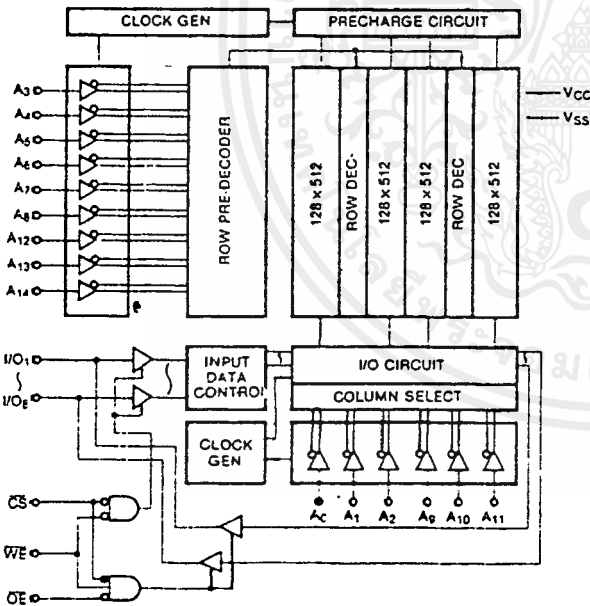 CLOCK GEN
PRECHARGE CIRCUIT
A3
A4
A5
A6
A7
A8
A12
A13
A14
ROW PRE-DECODER
128 x 512
ROW DEC-
128 x 512
128 x 512
ROW DEC
128 x 512
VCC
VSS
I/O1
I/OE
INPUT
DATA
CONTROL
I/O CIRCUIT
COLUMN SELECT
CLOCK
GEN
AC
A1
A2
A9
A10
A11
CS
WE
OE